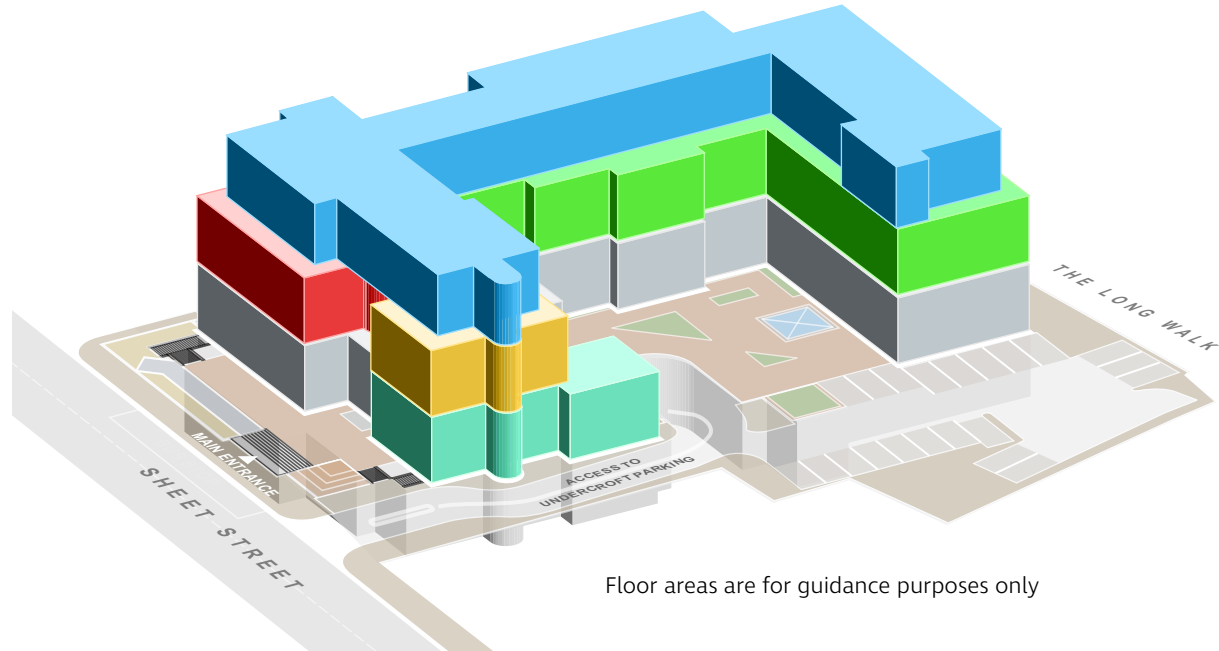 THE LONG WALK
MAIN ENTRANCE
SHEET STREET
ACCESS TO
UNDERCROFT PARKING
Floor areas are for guidance purposes only